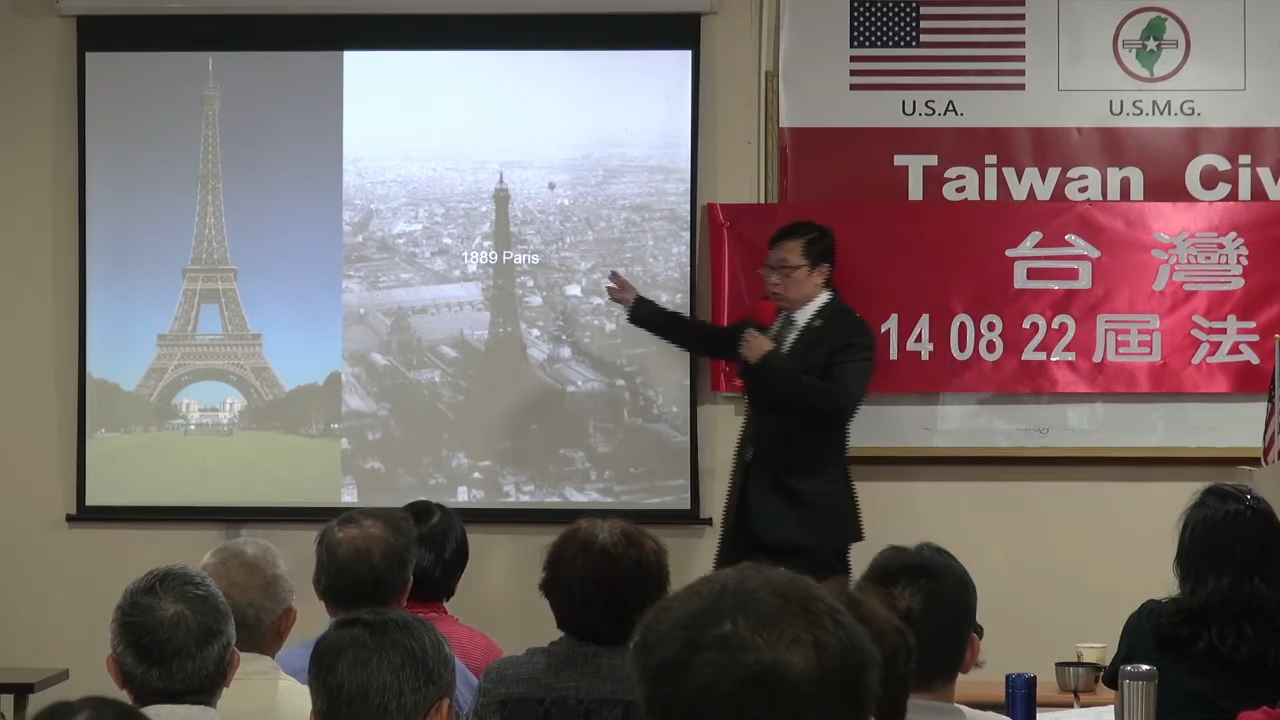 1889 Paris
U.S.A.
U.S.M.G.
Taiwan Civ
台灣
14 08 22 屆 法